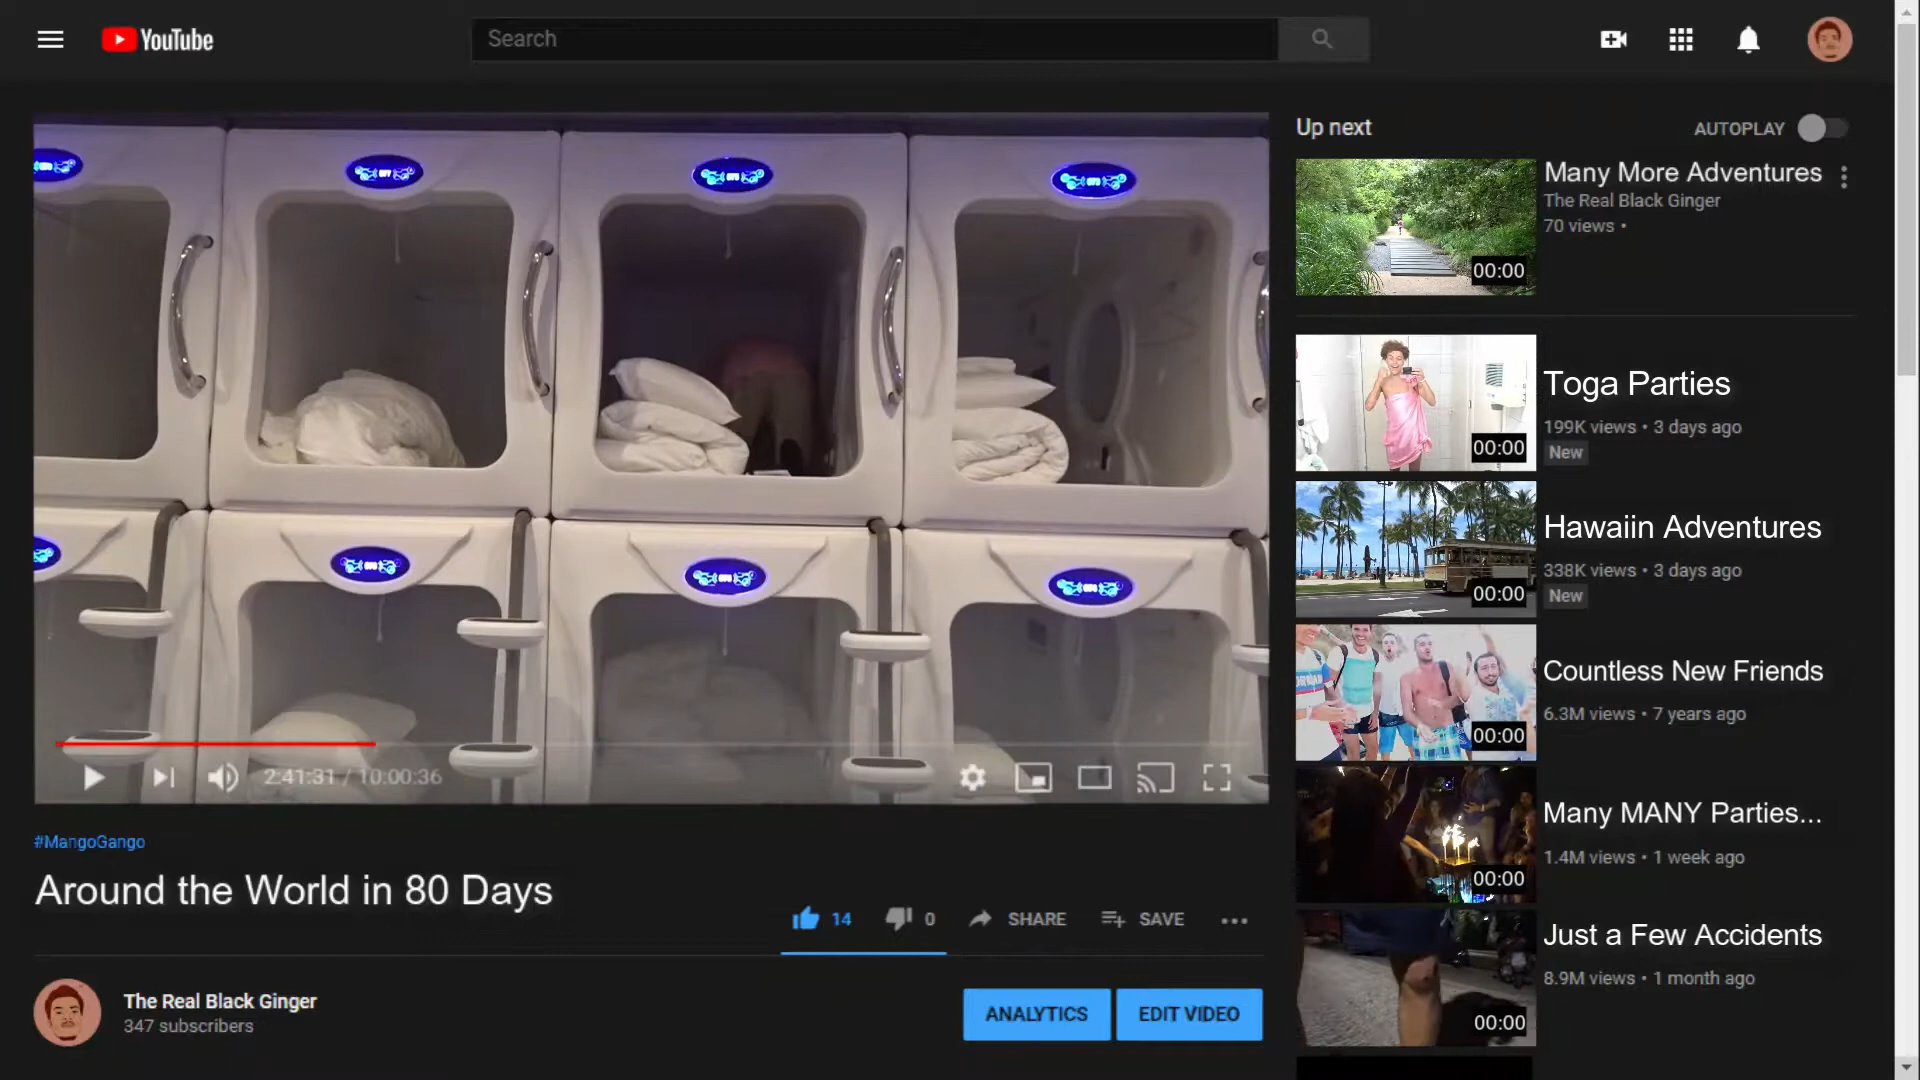 YouTube
Search
Up next
AUTOPLAY
Many More Adventures
The Real Black Ginger
70 views •
00:00
Toga Parties
199K views • 3 days ago
New
00:00
Hawaiin Adventures
338K views • 3 days ago
New
00:00
Countless New Friends
6.3M views • 7 years ago
00:00
Many MANY Parties...
1.4M views • 1 week ago
00:00
Just a Few Accidents
8.9M views • 1 month ago
00:00
077
2:41:31 / 10:00:36
#MangoGango
Around the World in 80 Days
14
0
SHARE
SAVE
The Real Black Ginger
347 subscribers
ANALYTICS
EDIT VIDEO